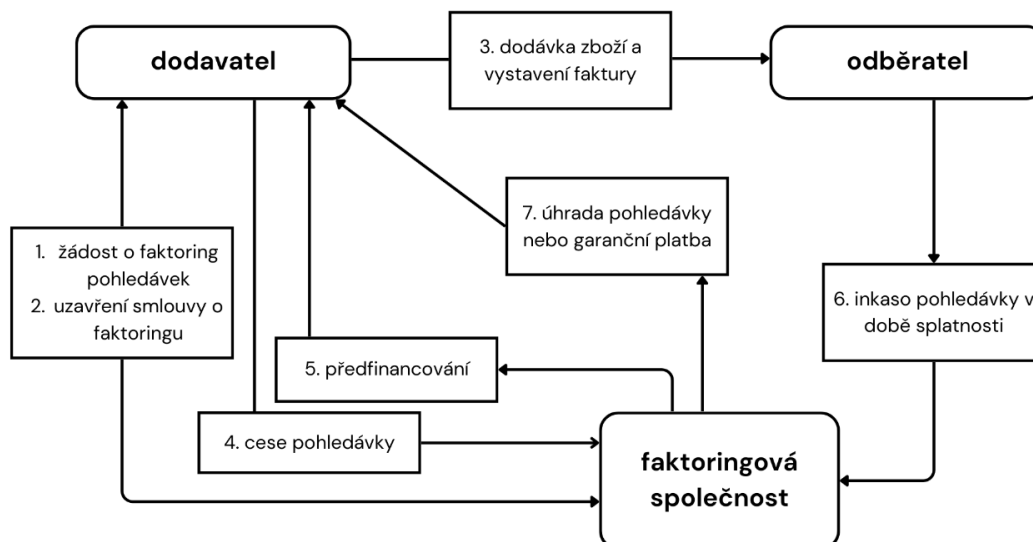 dodavatel
3. dodávka zboží a
vystavení faktury
odběratel
7. úhrada pohledávky
nebo garanční platba
1. žádost o faktoring
pohledávek
2. uzavření smlouvy o
faktoringu
6. inkaso pohledávky v
době splatnosti
5. předfinancování
4. cese pohledávky
faktoringová
společnost